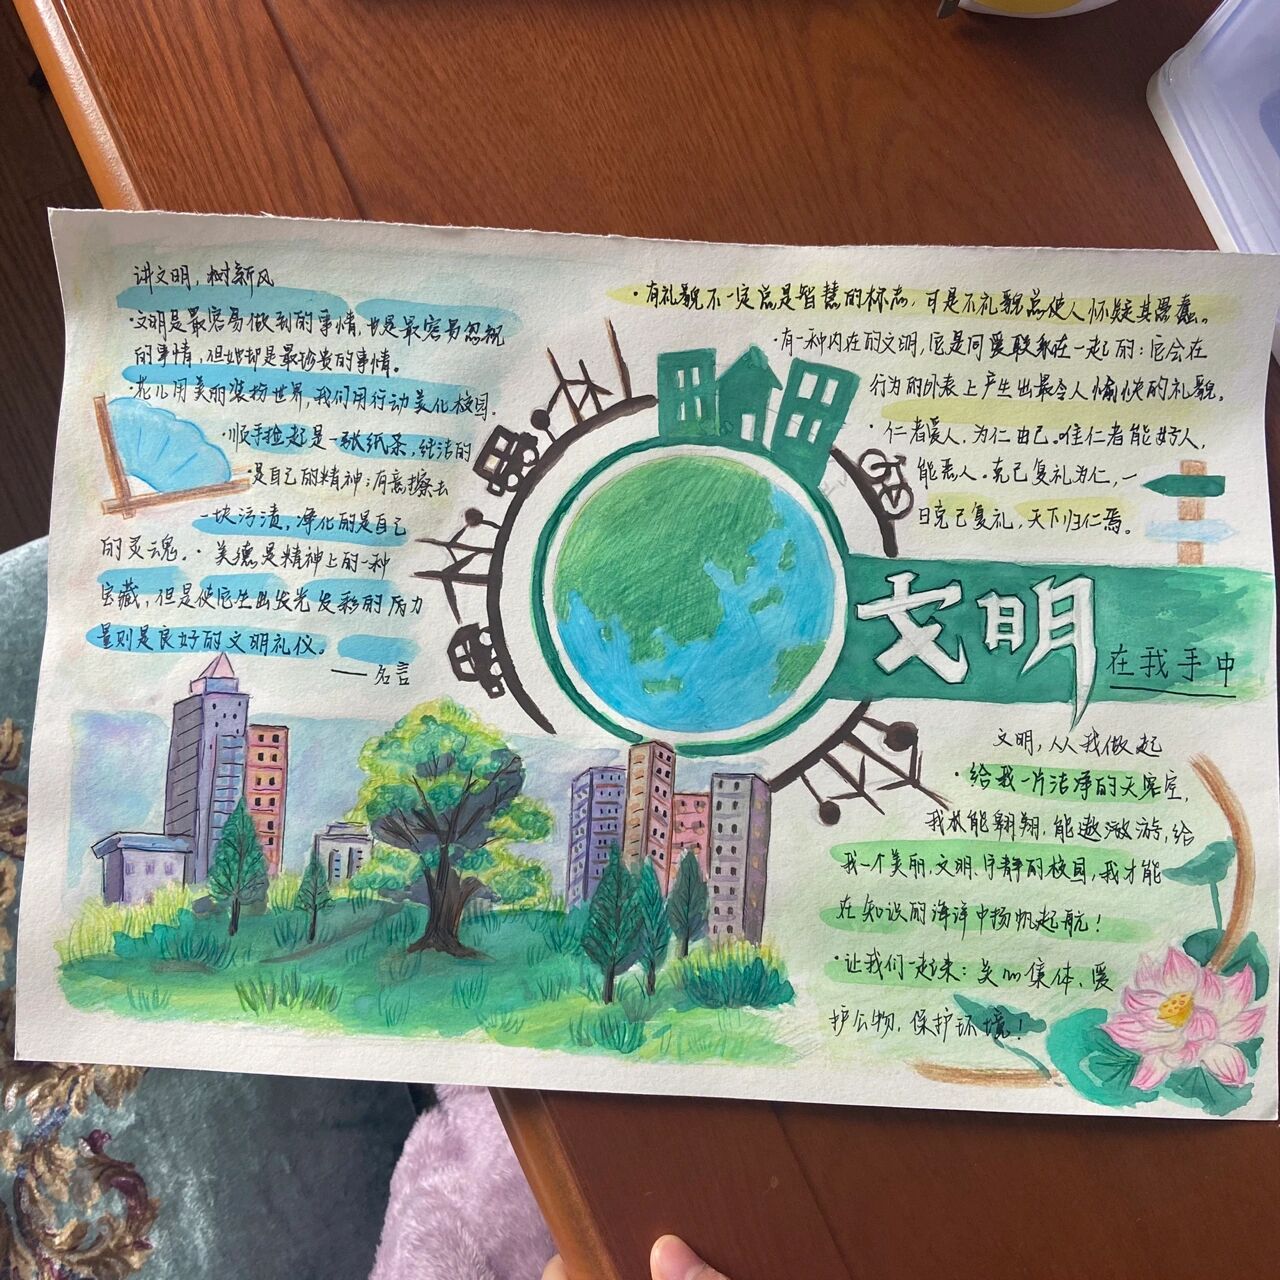 讲文明，树新风
·文明是最容易做到的事情，也是最容易忽视
的事情，但她却是最珍贵的事情。
·花儿用美丽装粉世界，我们用行动美化校园。
·顺手捡起是一张纸条，纯洁的
是自己的精神；有意擦去
一块污渍，净化的是自己
的灵魂。·美德是精神上的一种
宝藏，但是使它生出发光发彩的历力
量则是良好的文明礼仪。
——名言
·有礼貌不一定总是智慧的标志，可是不礼貌总使人怀疑其愚蠢。
·有一种内在的文明，它是同爱联系在一起的：它会在
行为的外表上产生出最令人愉快的礼貌。
·仁者爱人，为仁由己。唯仁者能好人，
能恶人。克己复礼为仁，一
日克己复礼，天下归仁焉。
文明
在我手中
文明，从我做起
·给我一片洁净的天空，
我就能翱翔，能遨游，给
我一个美丽、文明、宁静的校园，我才能
在知识的海洋中扬帆起航！
·让我们一起来：关心集体、爱
护公物，保护环境！